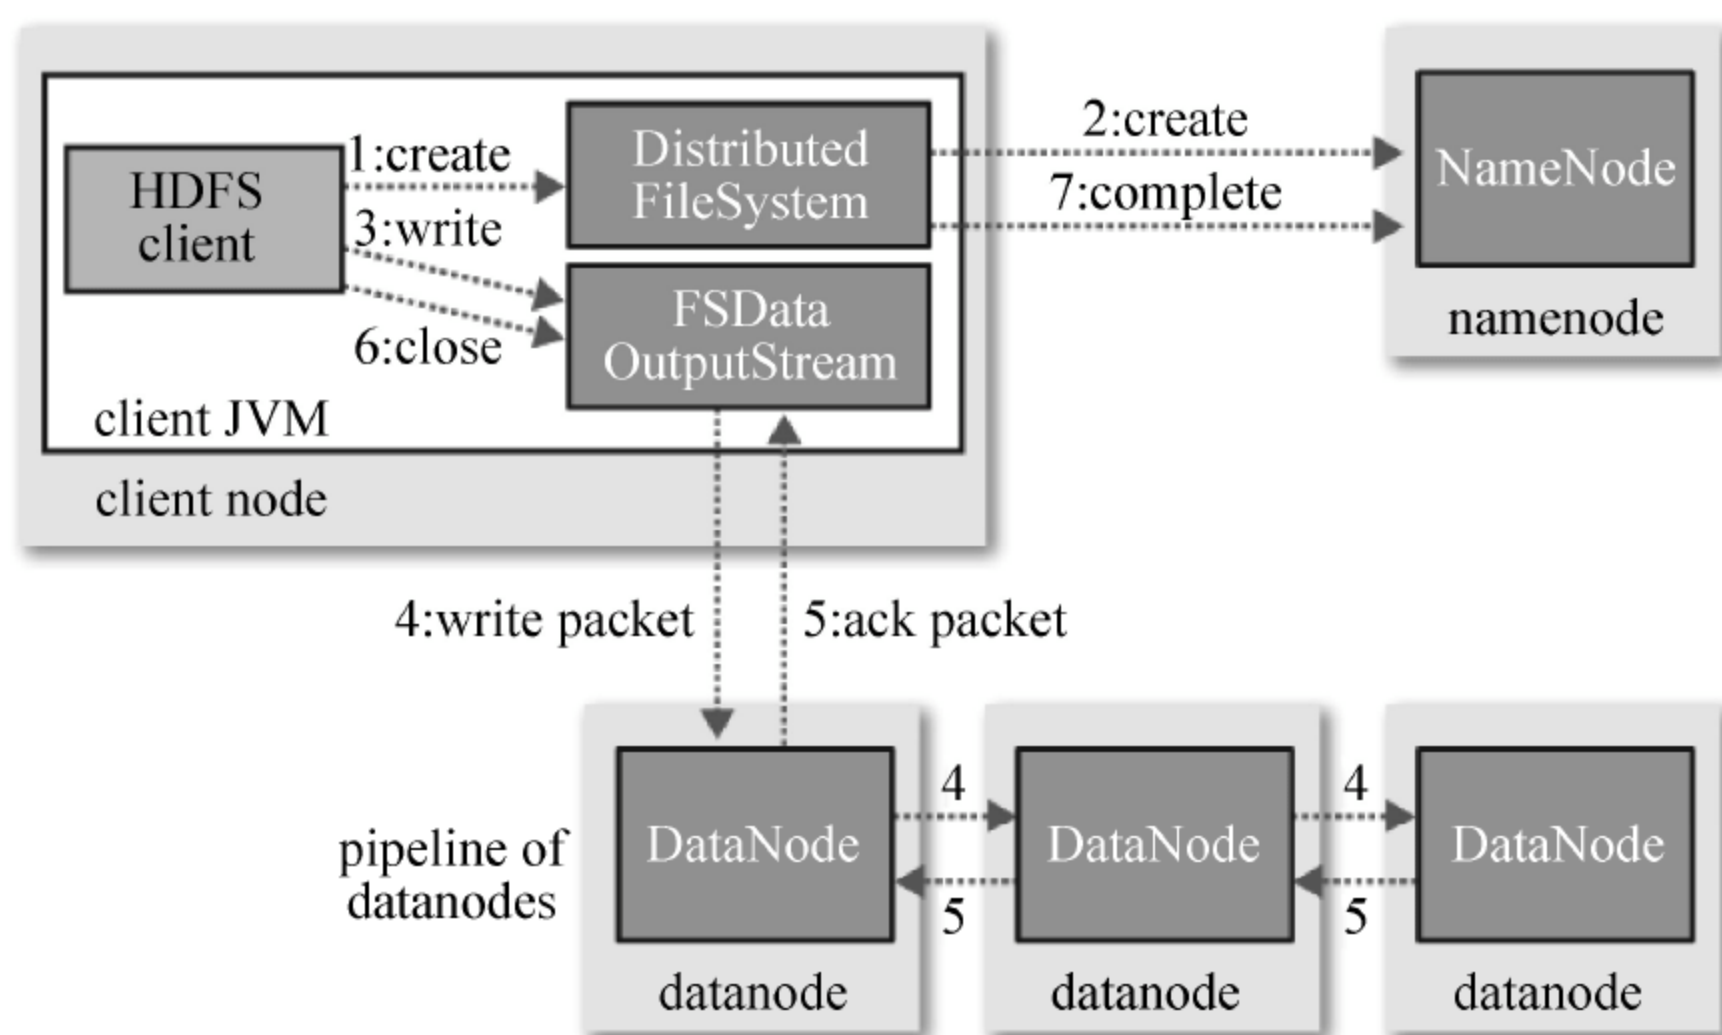 HDFS
client
1:create
3:write
6:close
Distributed
FileSystem
FSData
OutputStream
client JVM
client node
2:create
7:complete
NameNode
namenode
4:write packet
5:ack packet
pipeline of
datanodes
DataNode
4
5
DataNode
4
5
DataNode
datanode
datanode
datanode